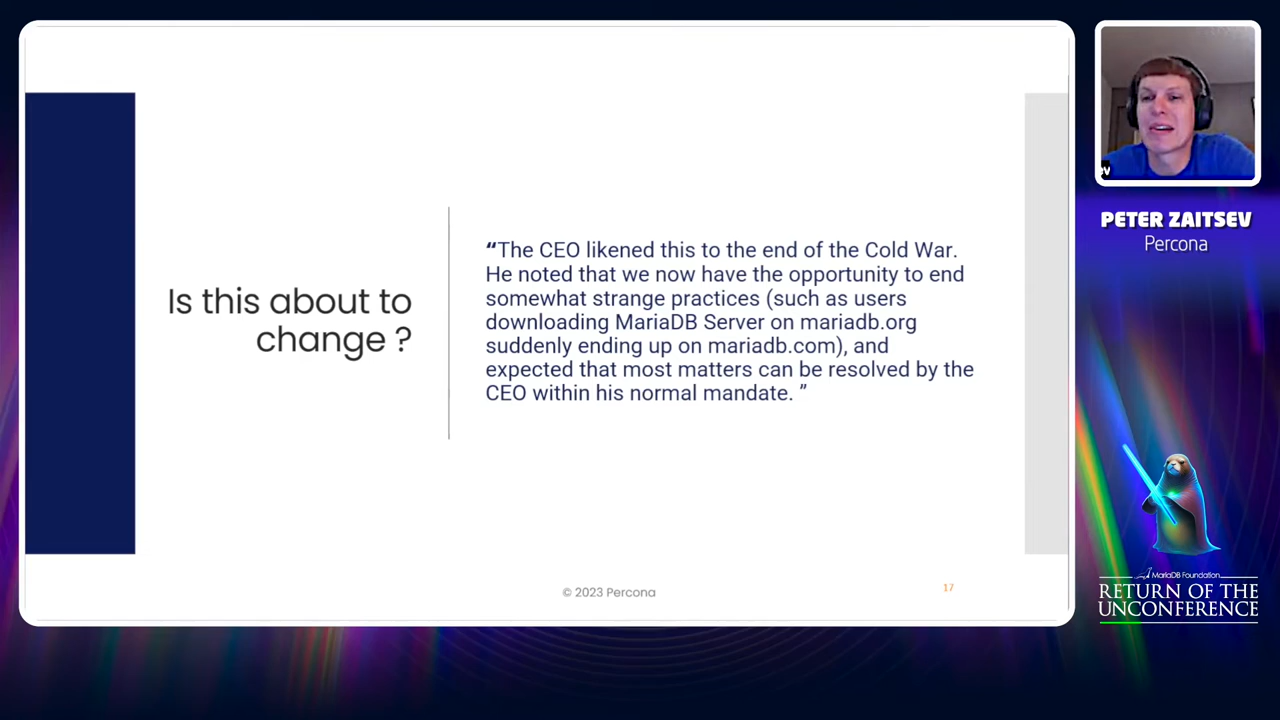 Is this about to
change ?
“The CEO likened this to the end of the Cold War.
He noted that we now have the opportunity to end
somewhat strange practices (such as users
downloading MariaDB Server on mariadb.org
suddenly ending up on mariadb.com), and
expected that most matters can be resolved by the
CEO within his normal mandate. ”
© 2023 Percona
17
ev
PETER ZAITSEV
Percona
MariaDB Foundation
RETURN OF THE
UNCONFERENCE